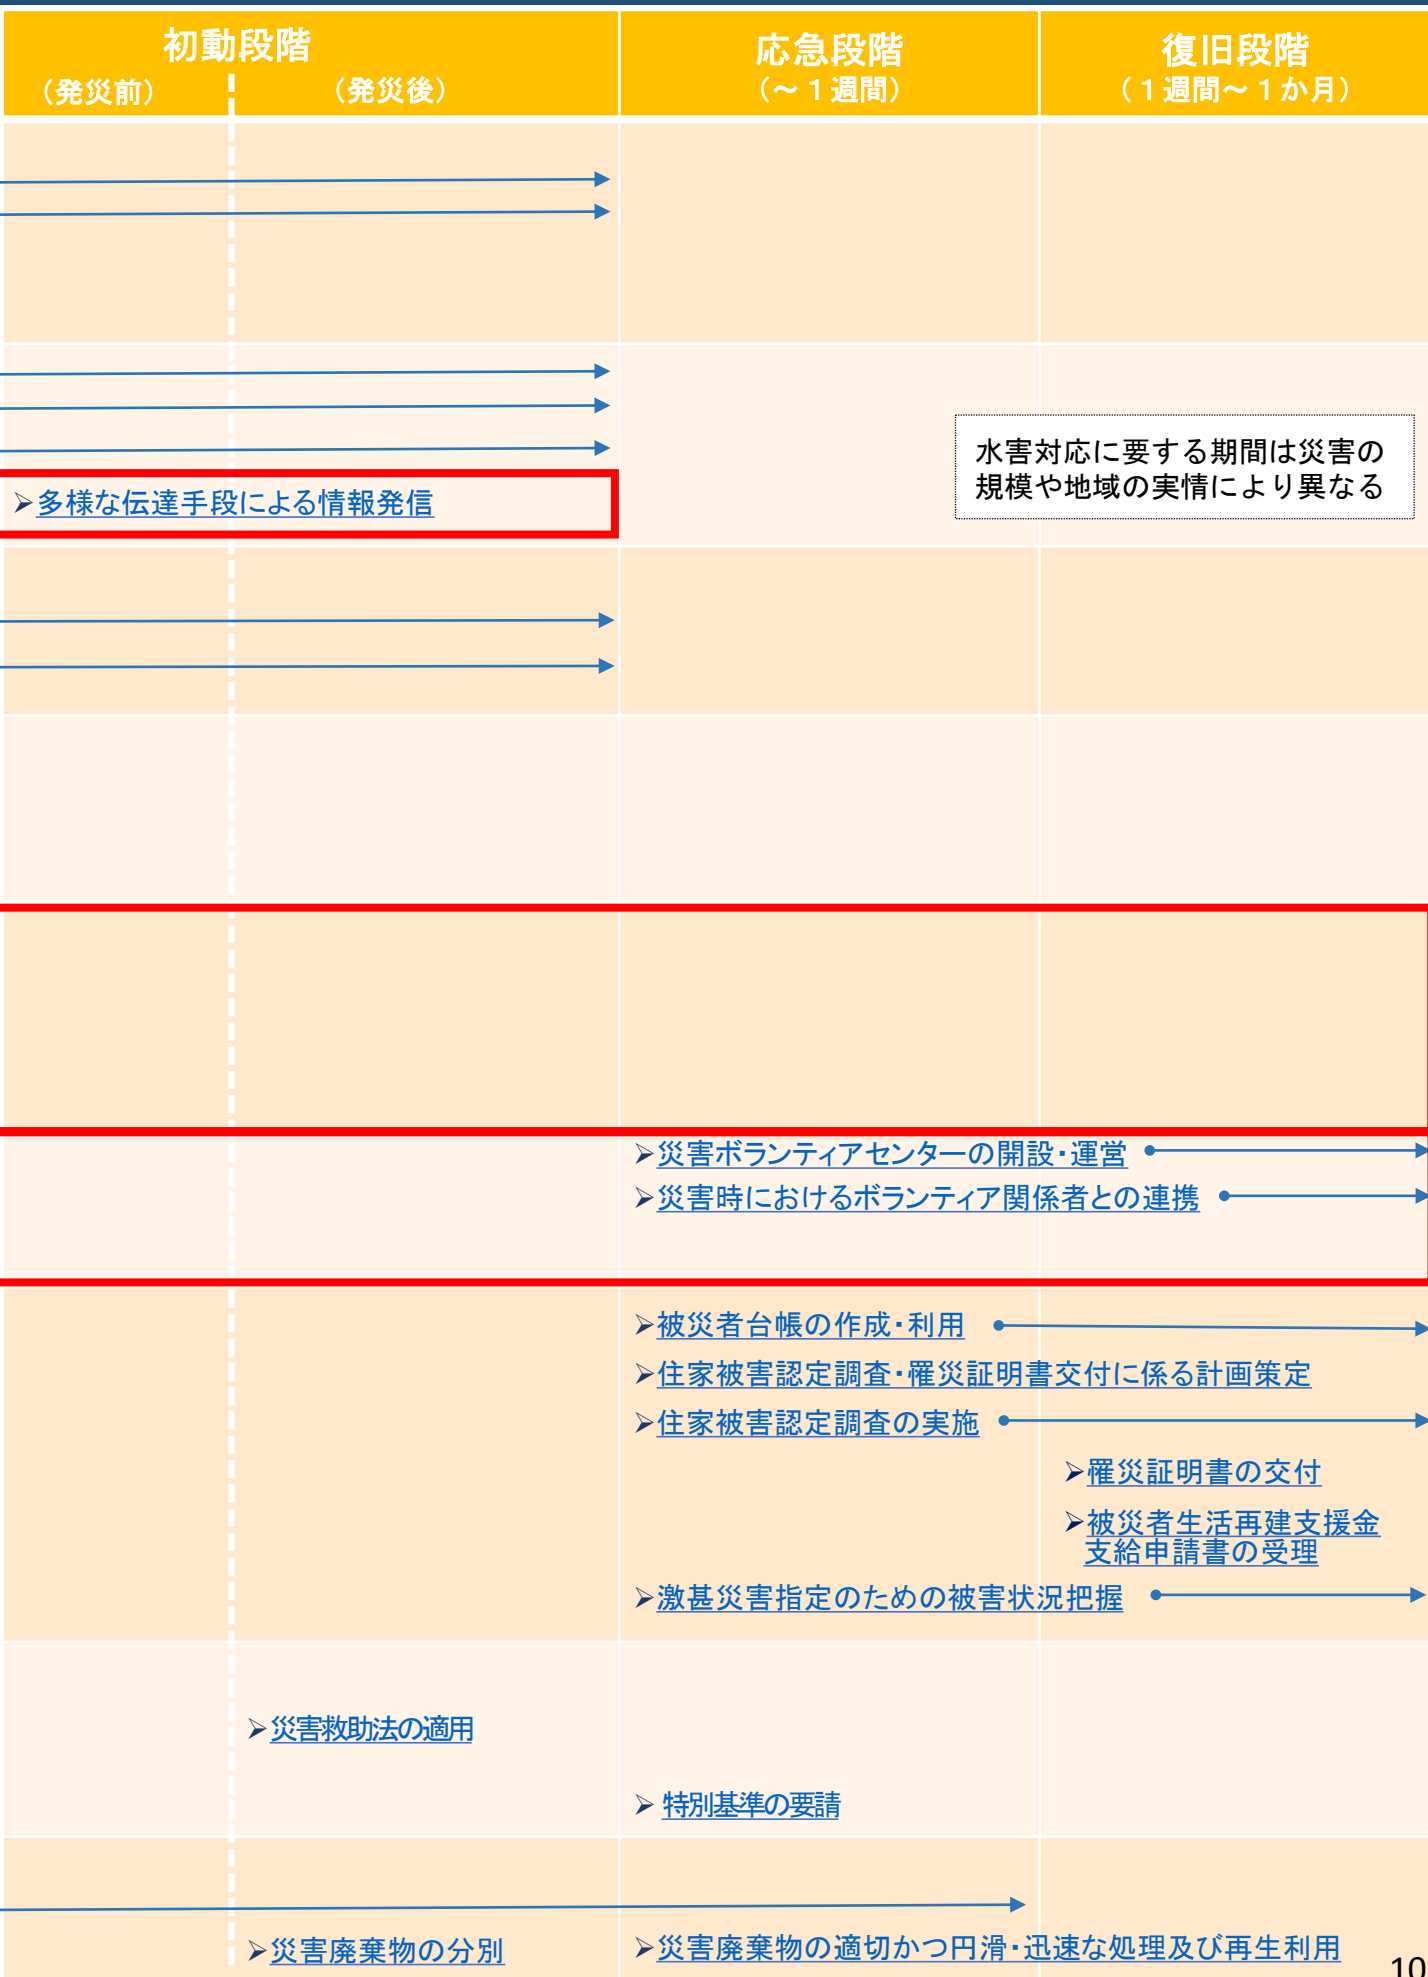 初動段階
（発災前）
（発災後）
応急段階
（～１週間）
復旧段階
（１週間～１か月）
水害対応に要する期間は災害の
規模や地域の実情により異なる
➢多様な伝達手段による情報発信
➢災害ボランティアセンターの開設・運営
➢災害時におけるボランティア関係者との連携
➢被災者台帳の作成・利用
➢住家被害認定調査・罹災証明書交付に係る計画策定
➢住家被害認定調査の実施
➢罹災証明書の交付
➢被災者生活再建支援金
支給申請書の受理
➢激甚災害指定のための被害状況把握
➢災害救助法の適用
➢特別基準の要請
➢災害廃棄物の分別
➢災害廃棄物の適切かつ円滑・迅速な処理及び再生利用
10